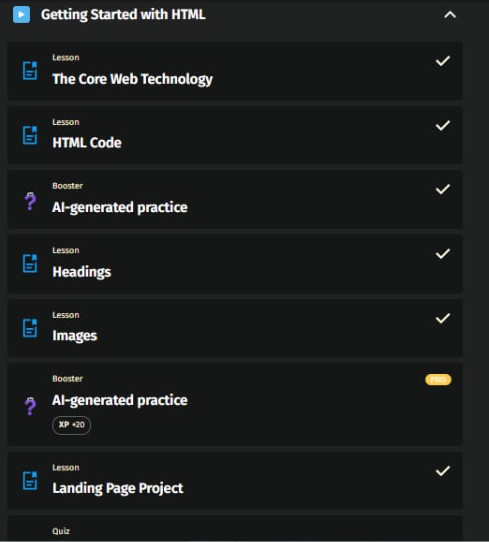 Getting Started with HTML
Lesson
The Core Web Technology
Lesson
HTML Code
Booster
AI-generated practice
Lesson
Headings
Lesson
Images
Booster
PRO
AI-generated practice
XP +20
Lesson
Landing Page Project
Quiz